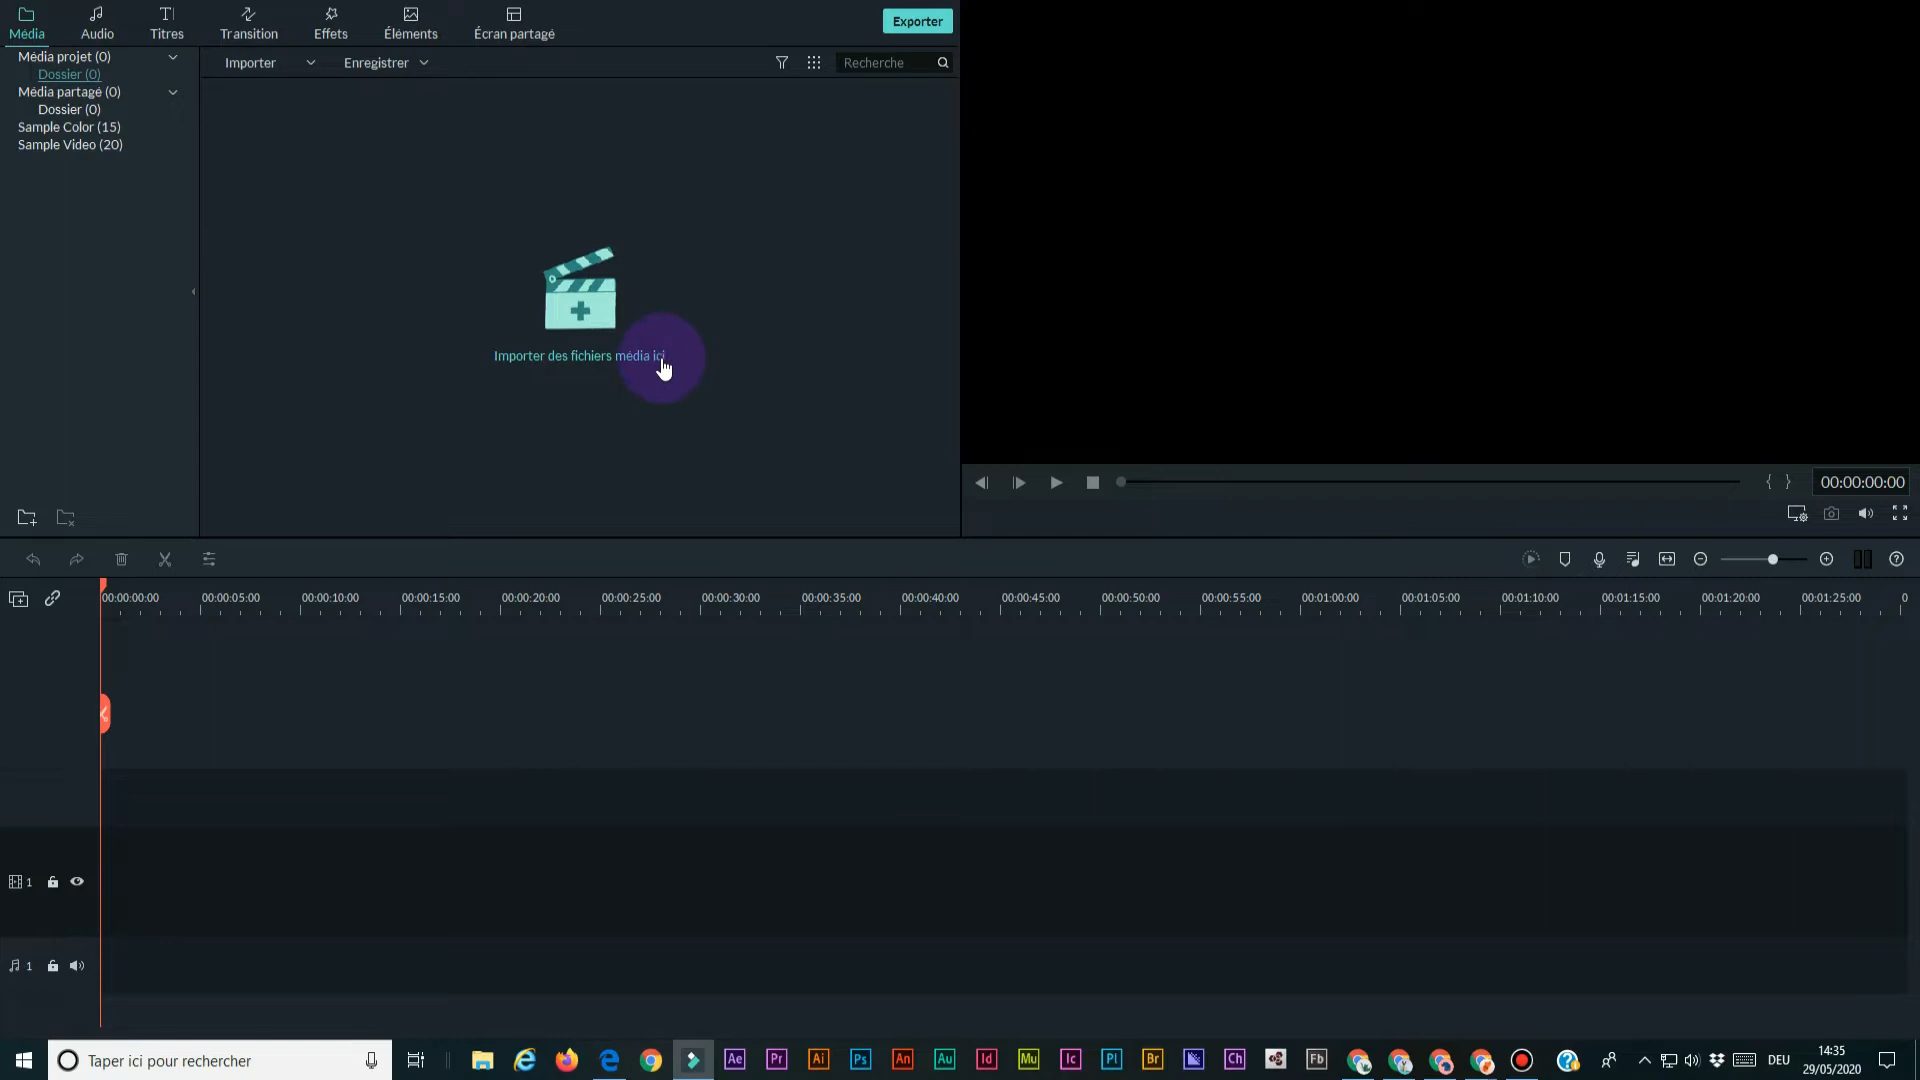 Média
Audio
Titres
Transition
Effets
Éléments
Écran partagé
Exporter
Média projet (0)
Dossier (0)
Média partagé (0)
Dossier (0)
Sample Color (15)
Sample Video (20)
Importer
Enregistrer
Recherche
Importer des fichiers média ici
00:00:00:00
00:00:00:00 00:00:05:00 00:00:10:00 00:00:15:00 00:00:20:00 00:00:25:00 00:00:30:00 00:00:35:00 00:00:40:00 00:00:45:00 00:00:50:00 00:00:55:00 00:01:00:00 00:01:05:00 00:01:10:00 00:01:15:00 00:01:20:00 00:01:25:00 0
1
1
Taper ici pour rechercher
Ae Pr Ai Ps An Au Id Mu Ic Pl Br Ch Fb
DEU
14:35
29/05/2020